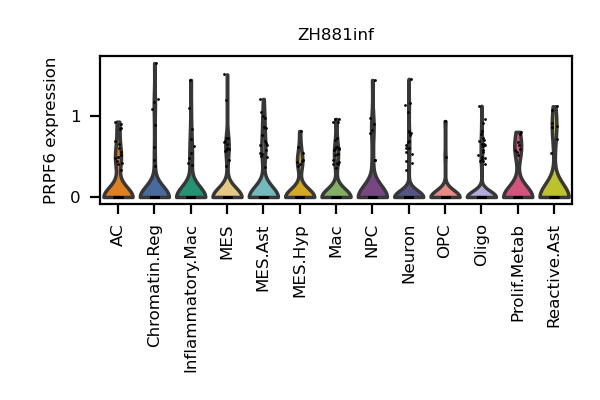 ZH881inf
PRPF6 expression
1
0
AC
Chromatin.Reg
Inflammatory.Mac
MES
MES.Ast
MES.Hyp
Mac
NPC
Neuron
OPC
Oligo
Prolif.Metab
Reactive.Ast